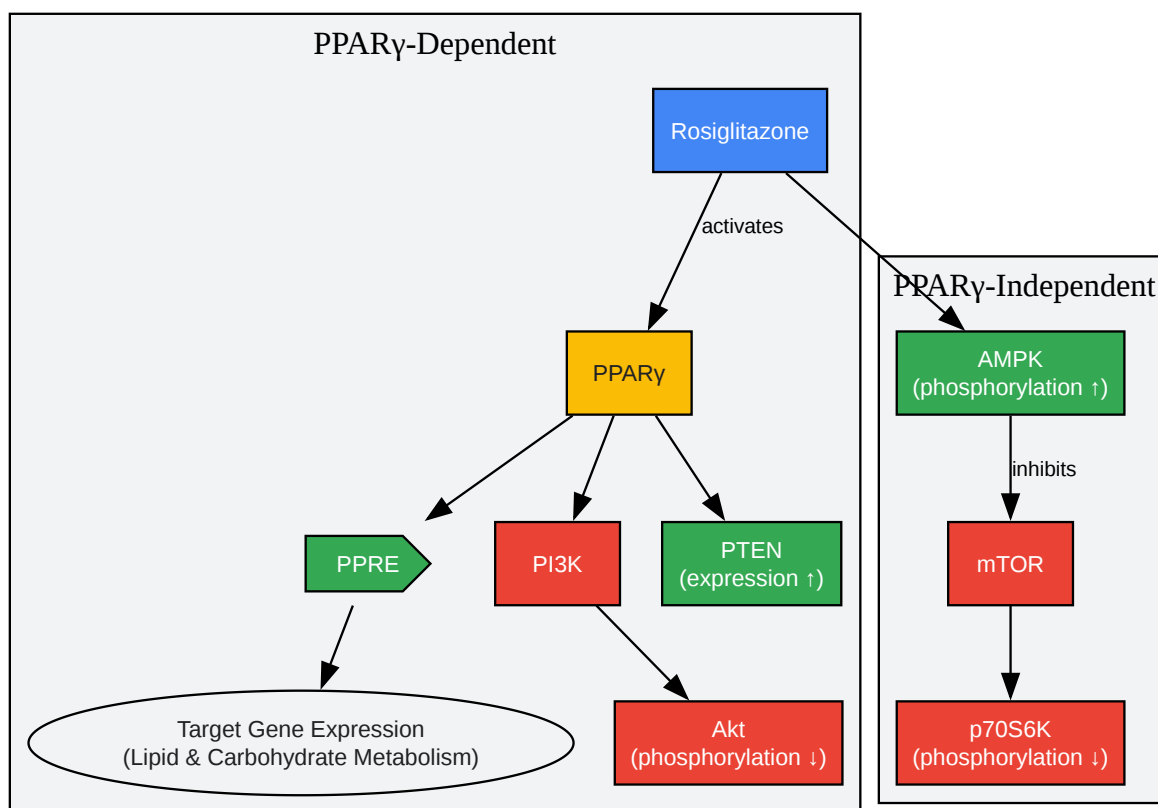 PPARγ-Dependent
Rosiglitazone
activates
PPARγ-Independent
PPARγ
AMPK
(phosphorylation ↑)
inhibits
PPRE
PI3K
PTEN
(expression ↑)
mTOR
Target Gene Expression
(Lipid & Carbohydrate Metabolism)
Akt
(phosphorylation ↓)
p70S6K
(phosphorylation ↓)